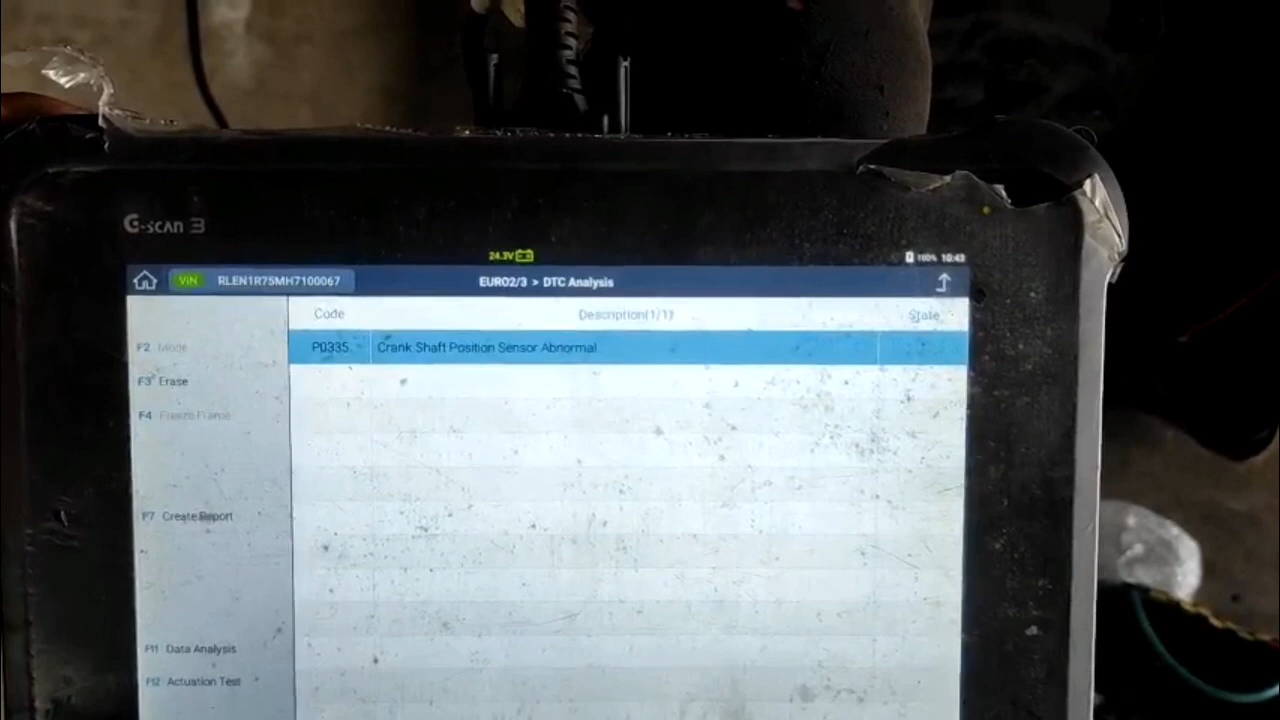 G-scan 3
24.3V
100% 10:43
VIN RLEN1R75MH7100067
EURO2/3 > DTC Analysis
Code Description(1/1) State
P0335 Crank Shaft Position Sensor Abnormal
F2 Mode
F3 Erase
F4 Freeze Frame
F7 Create Report
F11 Data Analysis
F12 Actuation Test